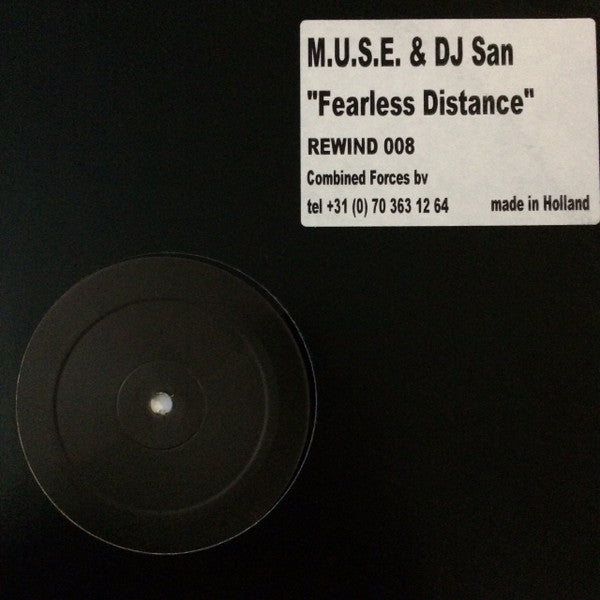 M.U.S.E. & DJ San
"Fearless Distance"
REWIND 008
Combined Forces bv
tel +31 (0) 70 363 12 64 made in Holland